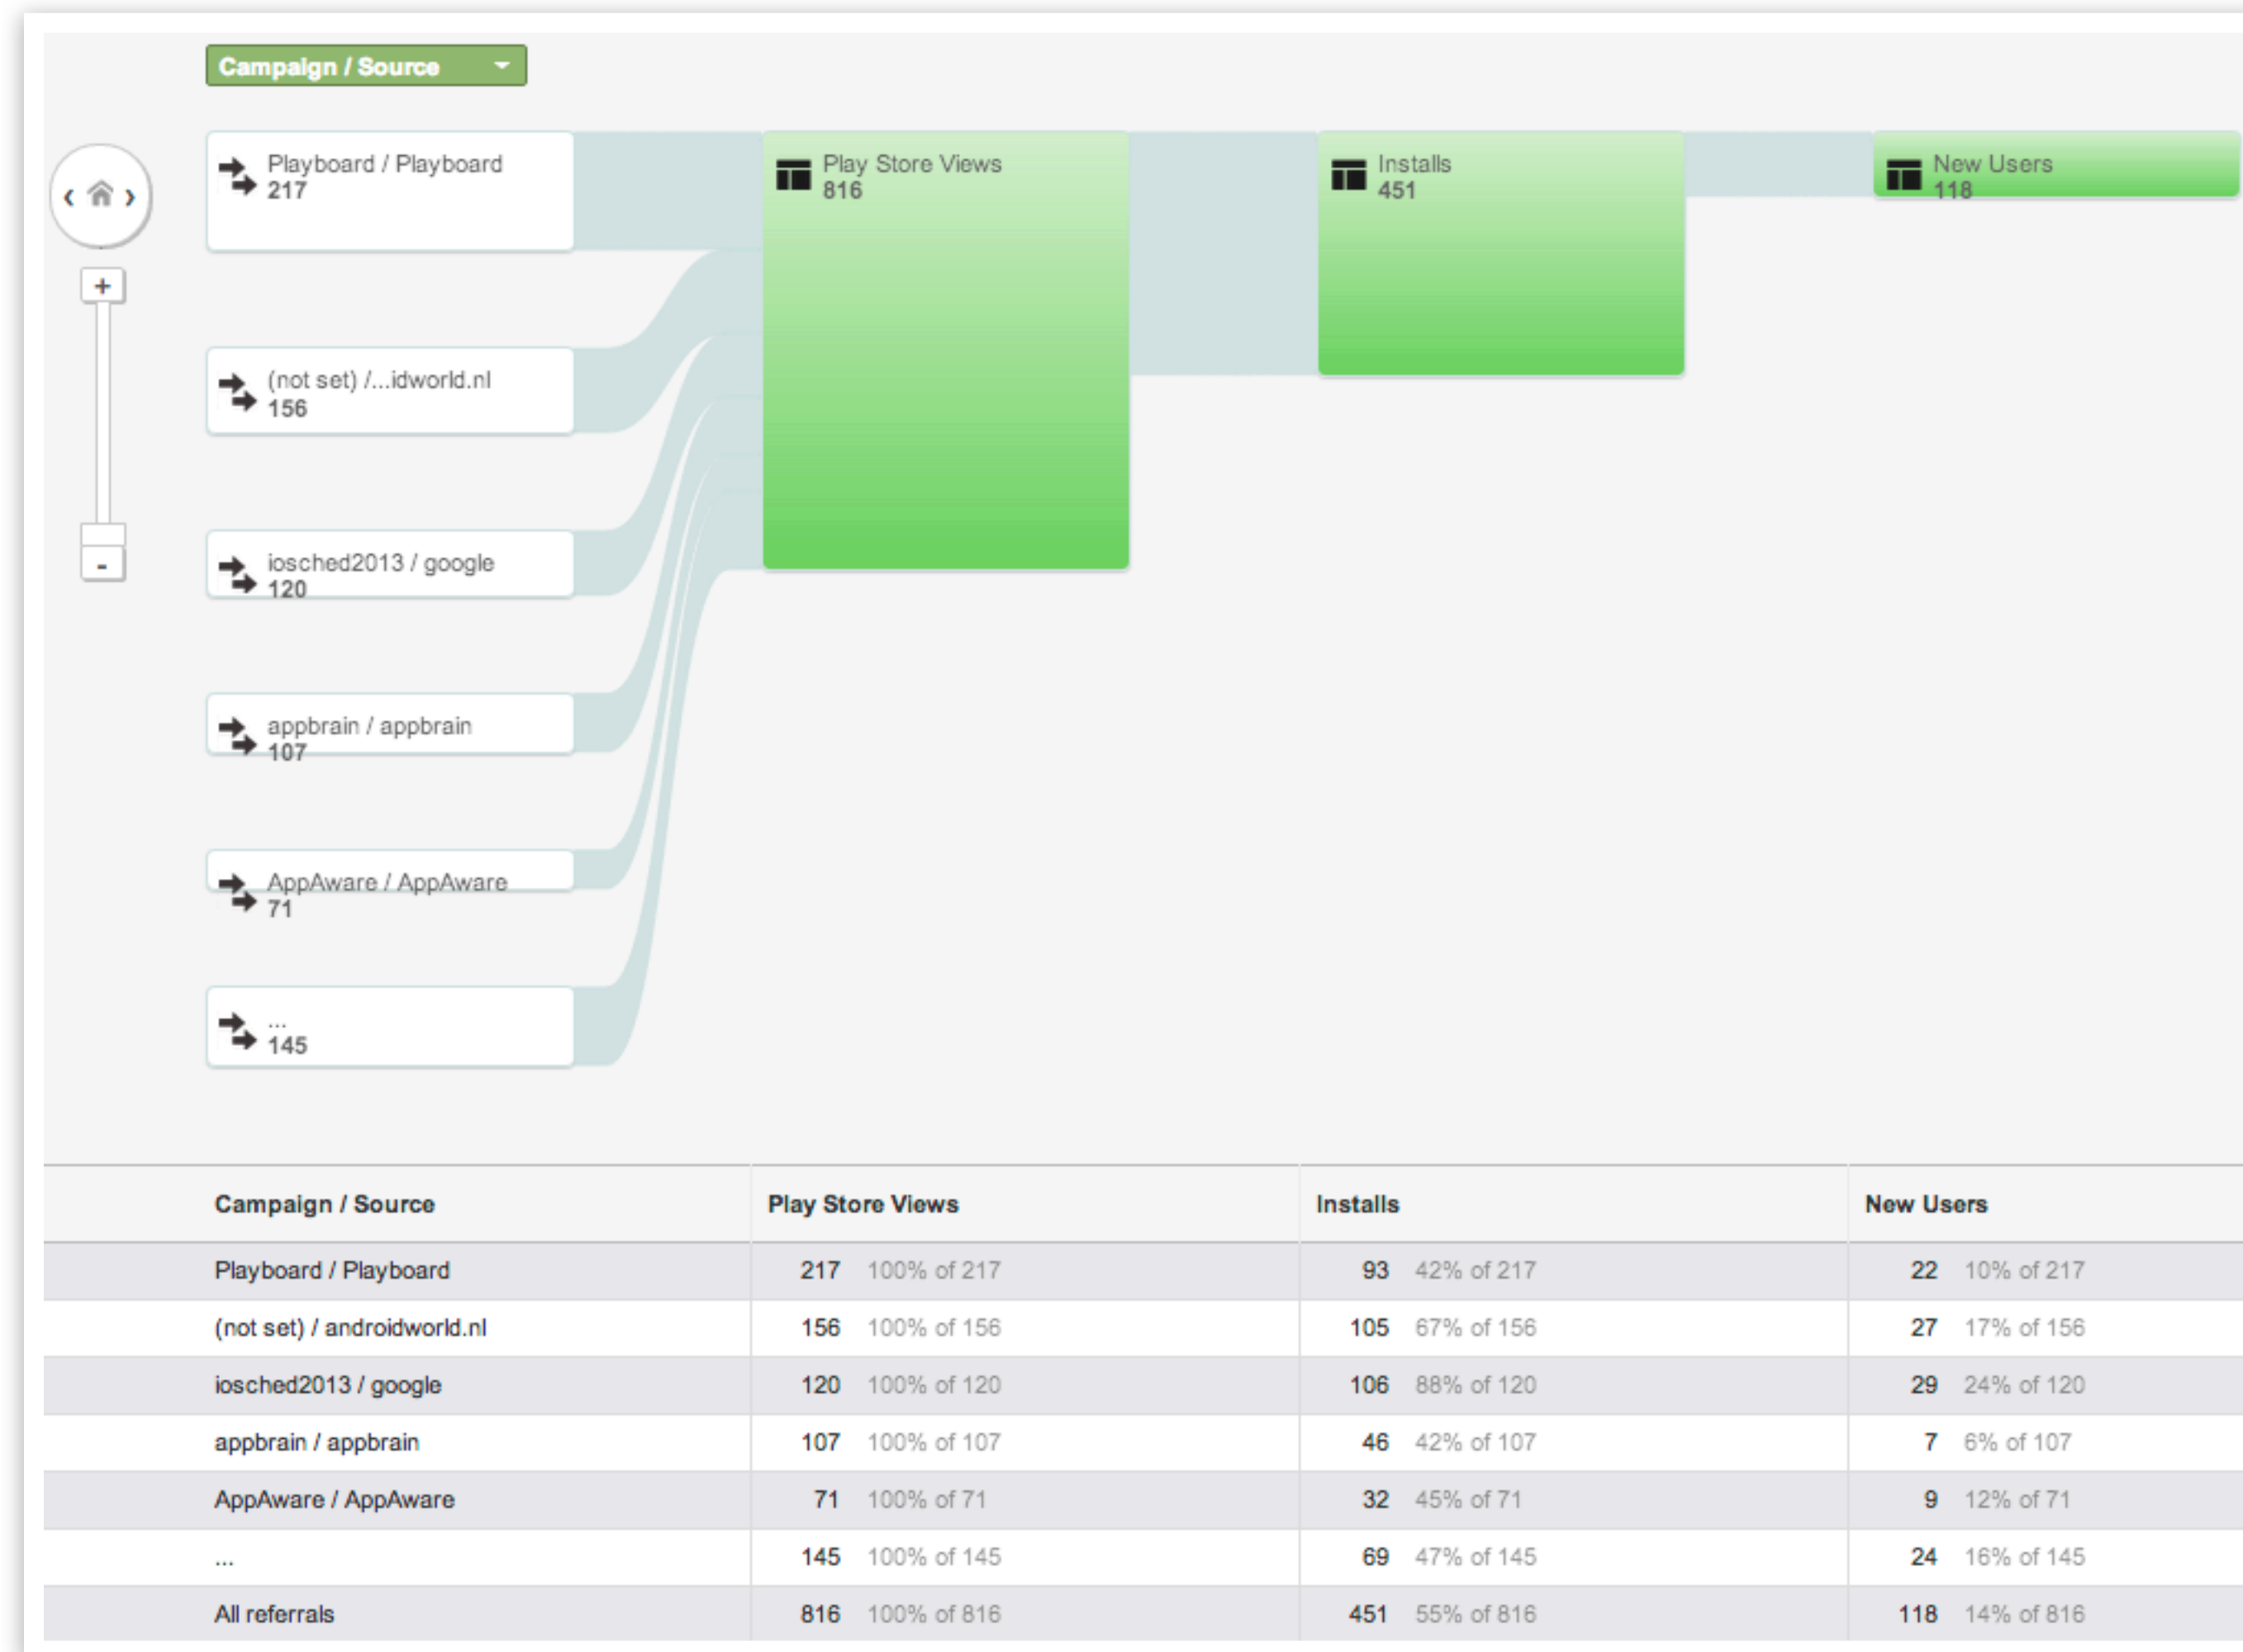 Campaign / Source
Playboard / Playboard
217
Play Store Views
816
Installs
451
New Users
118
+
(not set) /...idworld.nl
156
iosched2013 / google
120
-
appbrain / appbrain
107
AppAware / AppAware
71
...
145
Campaign / Source Play Store Views Installs New Users
Playboard / Playboard 217 100% of 217 93 42% of 217 22 10% of 217
(not set) / androidworld.nl 156 100% of 156 105 67% of 156 27 17% of 156
iosched2013 / google 120 100% of 120 106 88% of 120 29 24% of 120
appbrain / appbrain 107 100% of 107 46 42% of 107 7 6% of 107
AppAware / AppAware 71 100% of 71 32 45% of 71 9 12% of 71
... 145 100% of 145 69 47% of 145 24 16% of 145
All referrals 816 100% of 816 451 55% of 816 118 14% of 816